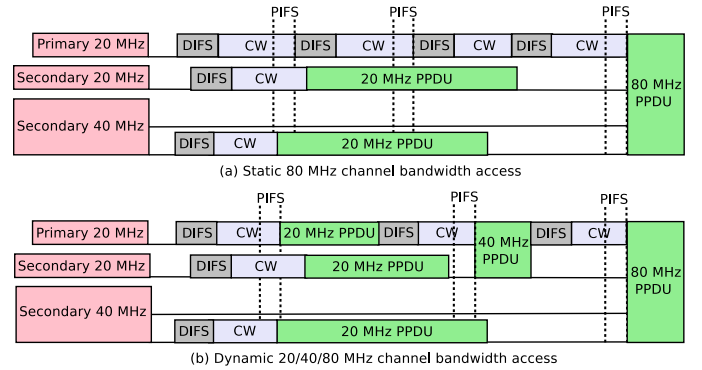 PIFS PIFS PIFS
Primary 20 MHz DIFS CW DIFS CW DIFS CW DIFS CW
Secondary 20 MHz DIFS CW 20 MHz PPDU
80 MHz
PPDU
Secondary 40 MHz
DIFS CW 20 MHz PPDU
(a) Static 80 MHz channel bandwidth access
PIFS PIFS PIFS
Primary 20 MHz DIFS CW 20 MHz PPDU DIFS CW 40 MHz PPDU DIFS CW
Secondary 20 MHz DIFS CW 20 MHz PPDU
80 MHz
PPDU
Secondary 40 MHz
DIFS CW 20 MHz PPDU
(b) Dynamic 20/40/80 MHz channel bandwidth access